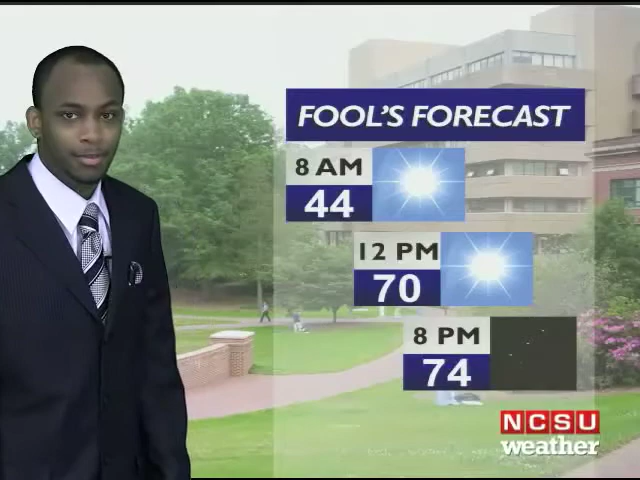 FOOL'S FORECAST
8 AM
44
12 PM
70
8 PM
74
NCSU
weather